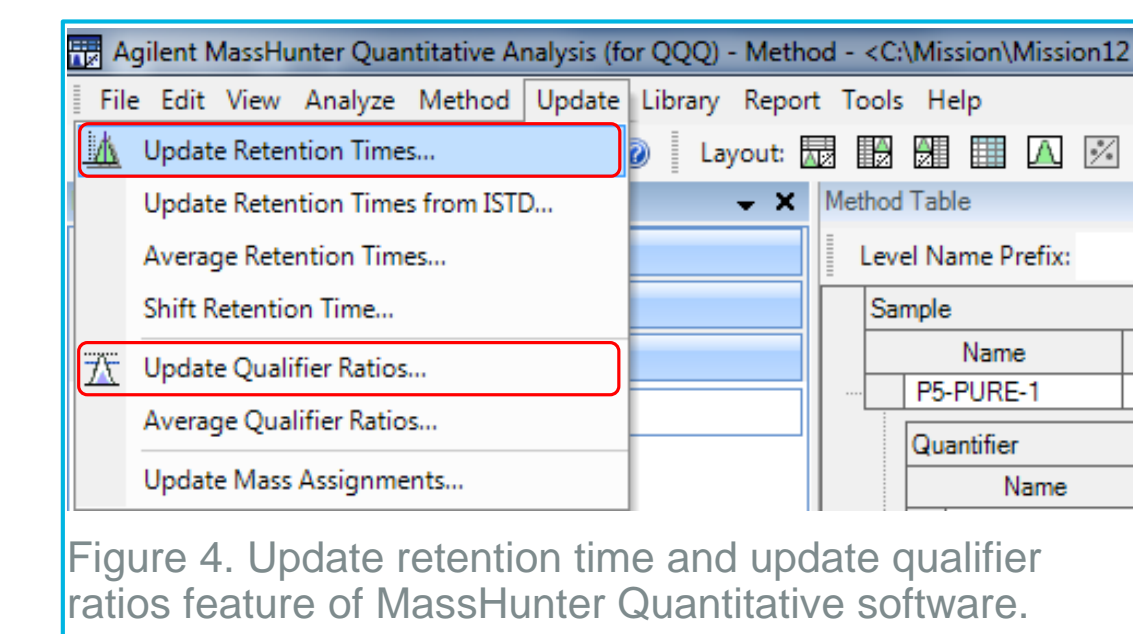 Agilent MassHunter Quantitative Analysis (for QQQ) - Method - <C:\Mission\Mission12
File Edit View Analyze Method Update Library Report Tools Help
Update Retention Times...
Layout:
Update Retention Times from ISTD...
Method Table
Average Retention Times...
Level Name Prefix:
Shift Retention Time...
Sample
Name
Update Qualifier Ratios...
P5-PURE-1
Average Qualifier Ratios...
Quantifier
Update Mass Assignments...
Name
Figure 4. Update retention time and update qualifier
ratios feature of MassHunter Quantitative software.